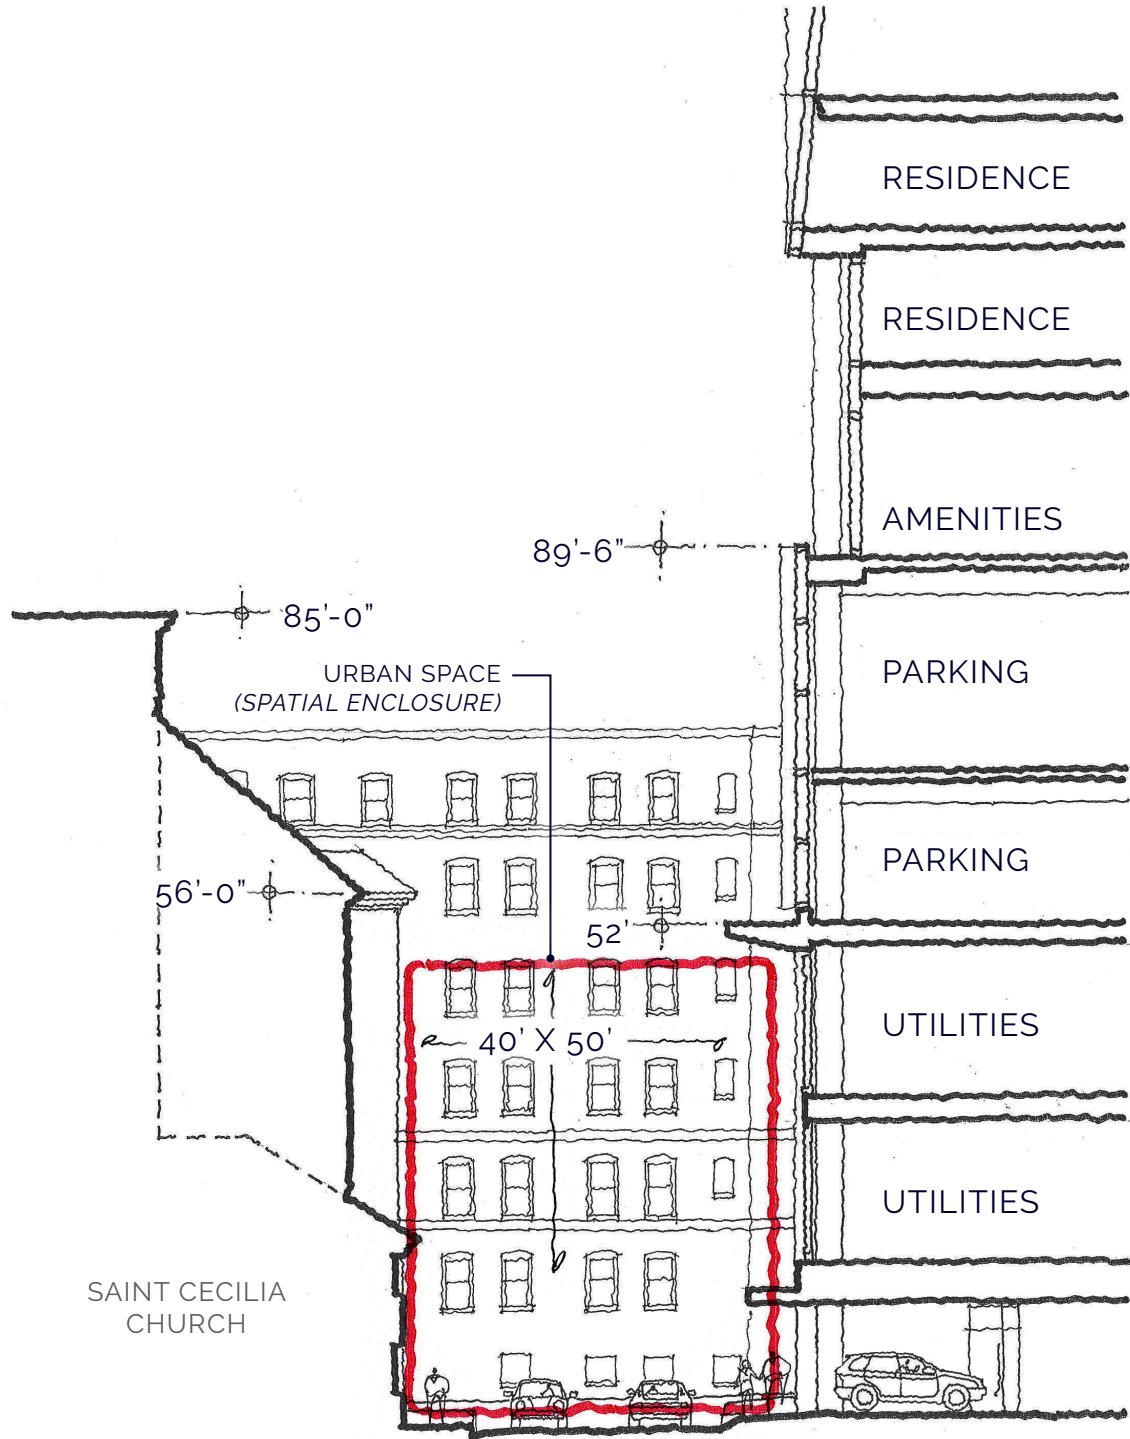 RESIDENCE
RESIDENCE
AMENITIES
89'-6"
85'-0"
URBAN SPACE
(SPATIAL ENCLOSURE)
PARKING
PARKING
56'-0"
52'
40' X 50'
UTILITIES
UTILITIES
SAINT CECILIA
CHURCH